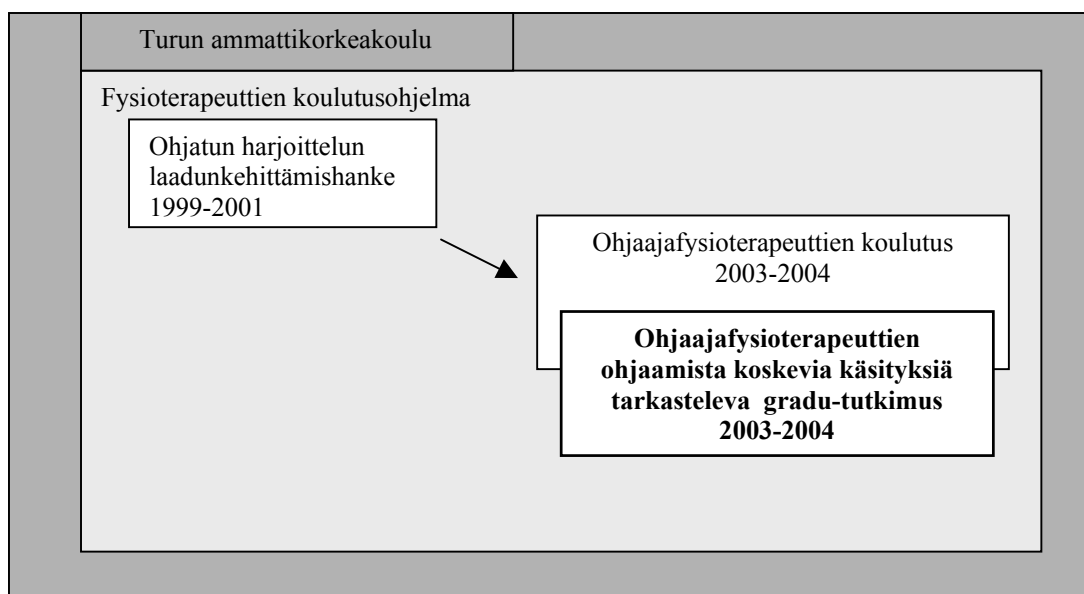 Turun ammattikorkeakoulu
Fysioterapeuttien koulutusohjelma
Ohjatun harjoittelun
laadunkehittämishanke
1999-2001
Ohjaajafysioterapeuttien koulutus
2003-2004
Ohjaajafysioterapeuttien
ohjaamista koskevia käsityksiä
tarkasteleva gradu-tutkimus
2003-2004